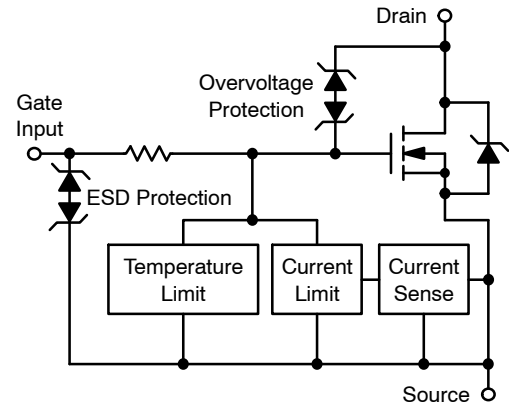 Drain
Overvoltage
Protection
Gate
Input
ESD Protection
Temperature
Limit
Current
Limit
Current
Sense
Source